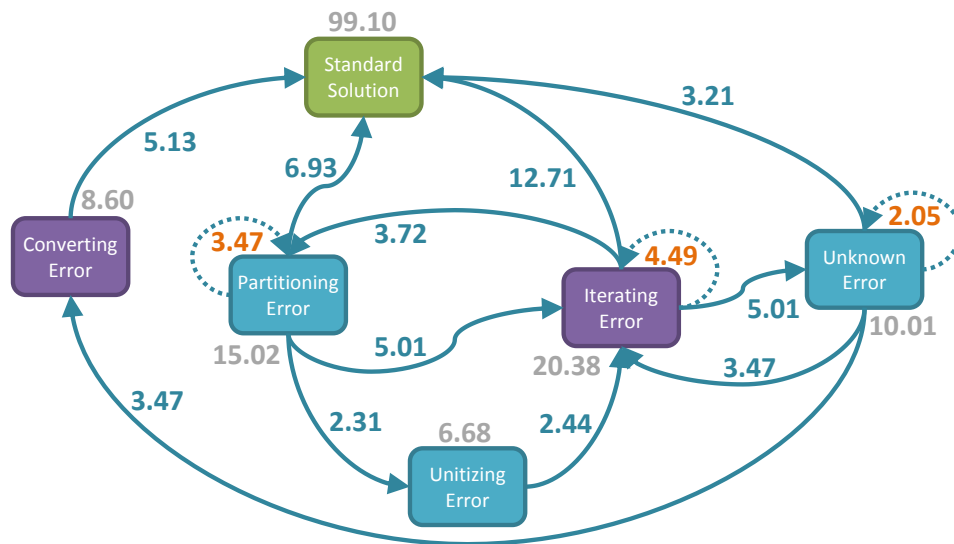 99.10
Standard
Solution
3.21
5.13
6.93
12.71
8.60
2.05
3.47
3.72
4.49
Converting
Error
Unknown
Error
Partitioning
Error
Iterating
Error
5.01
10.01
15.02
5.01
20.38
3.47
3.47
2.31
6.68
2.44
Unitizing
Error